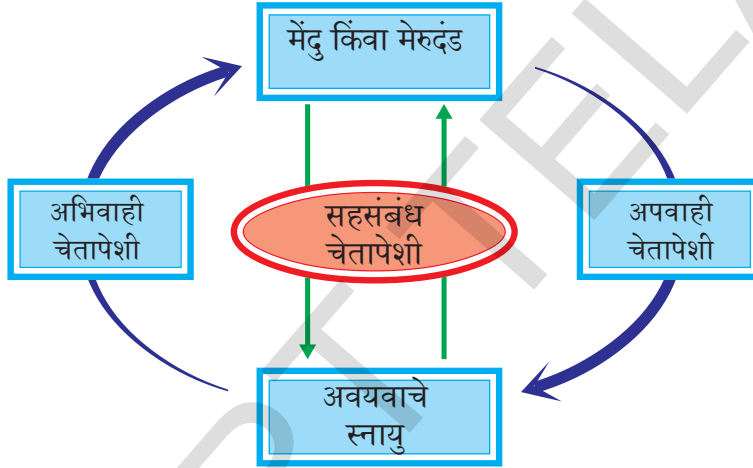 मेंदु किंवा मेरुदंड
अभिवाही
चेतापेशी
सहसंबंध
चेतापेशी
अपवाही
चेतापेशी
अवयवाचे
स्नायु